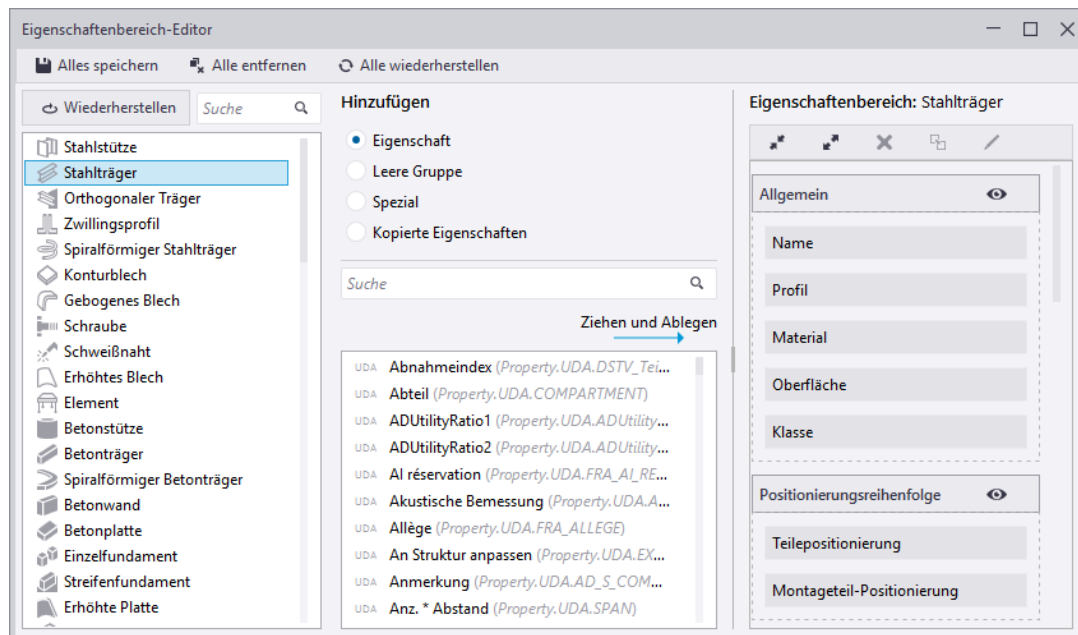 Eigenschaftenbereich-Editor
Alles speichern Alle entfernen Alle wiederherstellen
Wiederherstellen Suche
Stahlstütze
Stahlträger
Orthogonaler Träger
Zwillingsprofil
Spiralförmiger Stahlträger
Konturblech
Gebogenes Blech
Schraube
Schweißnaht
Erhöhtes Blech
Element
Betonstütze
Betonträger
Spiralförmiger Betonträger
Betonwand
Betonplatte
Einzelfundament
Streifenfundament
Erhöhte Platte
Hinzufügen
Eigenschaft
Leere Gruppe
Spezial
Kopierte Eigenschaften
Suche
Ziehen und Ablegen
UDA Abnahmeindex (Property.UDA.DSTV_Tei...
UDA Abteil (Property.UDA.COMPARTMENT)
UDA ADUtilityRatio1 (Property.UDA.ADUtility...
UDA ADUtilityRatio2 (Property.UDA.ADUtility...
UDA AI réservation (Property.UDA.FRA_AI_RE...
UDA Akustische Bemessung (Property.UDA.A...
UDA Allège (Property.UDA.FRA_ALLEGE)
UDA An Struktur anpassen (Property.UDA.EX...
UDA Anmerkung (Property.UDA.AD_S_COM...
UDA Anz. * Abstand (Property.UDA.SPAN)
Eigenschaftenbereich: Stahlträger
Allgemein
Name
Profil
Material
Oberfläche
Klasse
Positionierungsreihenfolge
Teilepositionierung
Montageteil-Positionierung